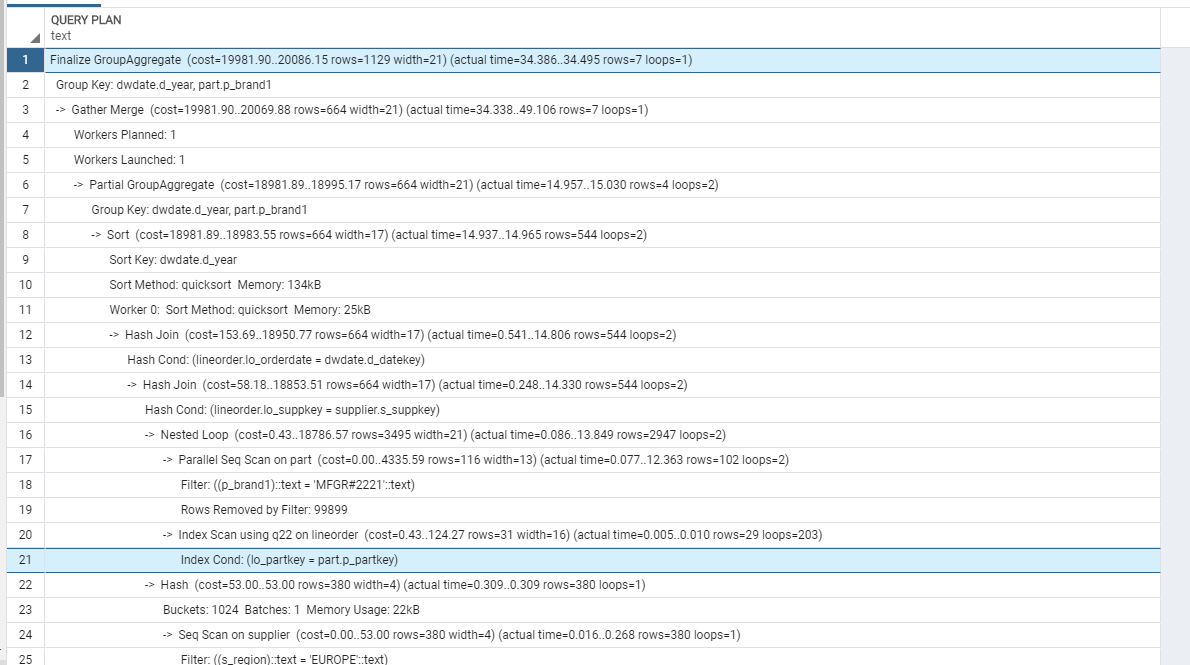 QUERY PLAN
text
1 Finalize GroupAggregate (cost=19981.90..20086.15 rows=1129 width=21) (actual time=34.386..34.495 rows=7 loops=1)
2 Group Key: dwdate.d_year, part.p_brand1
3 -> Gather Merge (cost=19981.90..20069.88 rows=664 width=21) (actual time=34.338..49.106 rows=7 loops=1)
4 Workers Planned: 1
5 Workers Launched: 1
6 -> Partial GroupAggregate (cost=18981.89..18995.17 rows=664 width=21) (actual time=14.957..15.030 rows=4 loops=2)
7 Group Key: dwdate.d_year, part.p_brand1
8 -> Sort (cost=18981.89..18983.55 rows=664 width=17) (actual time=14.937..14.965 rows=544 loops=2)
9 Sort Key: dwdate.d_year
10 Sort Method: quicksort Memory: 134kB
11 Worker 0: Sort Method: quicksort Memory: 25kB
12 -> Hash Join (cost=153.69..18950.77 rows=664 width=17) (actual time=0.541..14.806 rows=544 loops=2)
13 Hash Cond: (lineorder.lo_orderdate = dwdate.d_datekey)
14 -> Hash Join (cost=58.18..18853.51 rows=664 width=17) (actual time=0.248..14.330 rows=544 loops=2)
15 Hash Cond: (lineorder.lo_suppkey = supplier.s_suppkey)
16 -> Nested Loop (cost=0.43..18786.57 rows=3495 width=21) (actual time=0.086..13.849 rows=2947 loops=2)
17 -> Parallel Seq Scan on part (cost=0.00..4335.59 rows=116 width=13) (actual time=0.077..12.363 rows=102 loops=2)
18 Filter: ((p_brand1)::text = 'MFGR#2221'::text)
19 Rows Removed by Filter: 99899
20 -> Index Scan using q22 on lineorder (cost=0.43..124.27 rows=31 width=16) (actual time=0.005..0.010 rows=29 loops=203)
21 Index Cond: (lo_partkey = part.p_partkey)
22 -> Hash (cost=53.00..53.00 rows=380 width=4) (actual time=0.309..0.309 rows=380 loops=1)
23 Buckets: 1024 Batches: 1 Memory Usage: 22kB
24 -> Seq Scan on supplier (cost=0.00..53.00 rows=380 width=4) (actual time=0.016..0.268 rows=380 loops=1)
25 Filter: ((s_region)::text = 'EUROPE'::text)